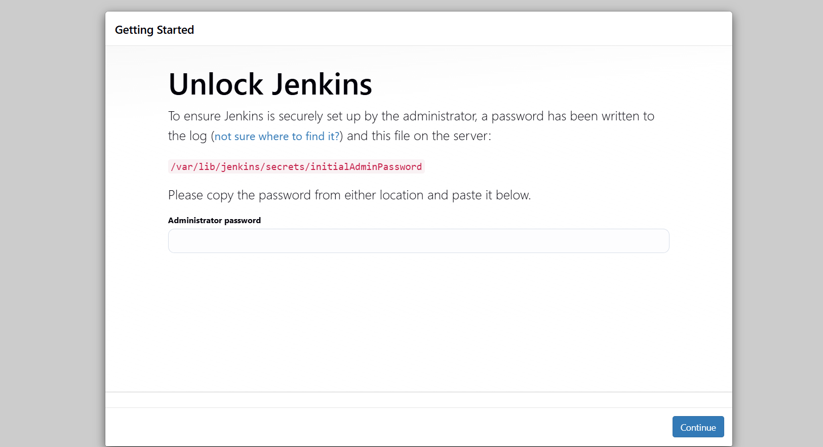 Getting Started
Unlock Jenkins
To ensure Jenkins is securely set up by the administrator, a password has been written to
the log (not sure where to find it?) and this file on the server:
/var/lib/jenkins/secrets/initialAdminPassword
Please copy the password from either location and paste it below.
Administrator password
Continue